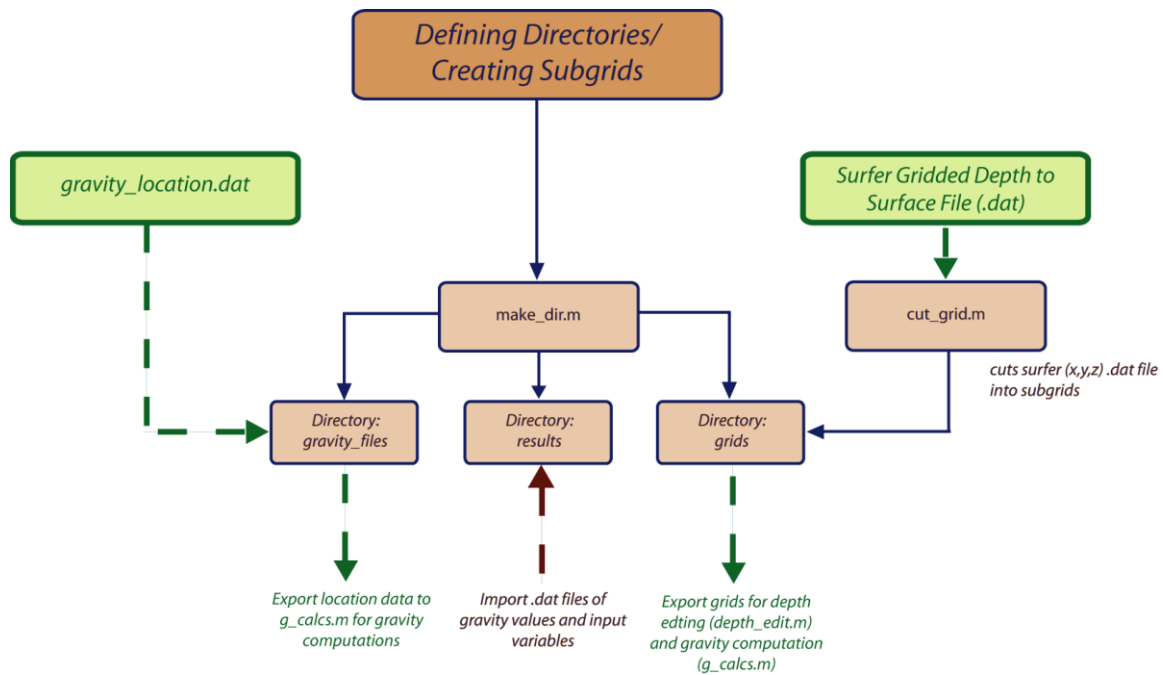 Defining Directories/
Creating Subgrids
gravity_location.dat
Surfer Gridded Depth to
Surface File (.dat)
make_dir.m
cut_grid.m
cuts surfer (x,y,z) .dat file
into subgrids
Directory:
gravity_files
Directory:
results
Directory:
grids
Export location data to
g_calcs.m for gravity
computations
Import .dat files of
gravity values and input
variables
Export grids for depth
edting (depth_edit.m)
and gravity computation
(g_calcs.m)